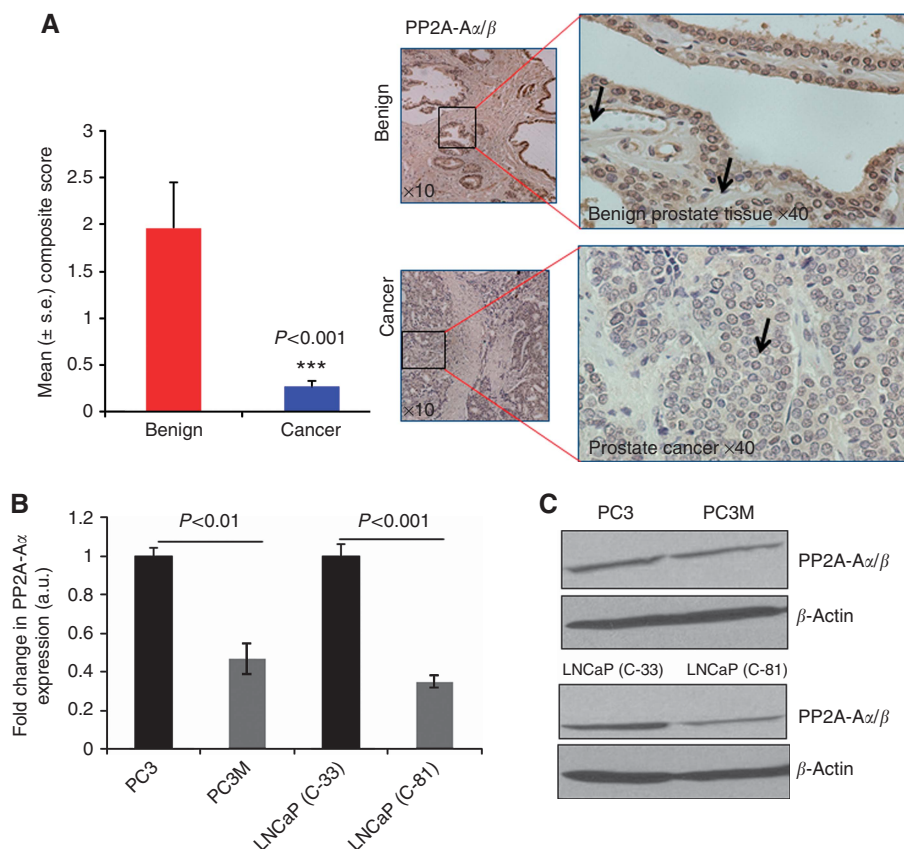 A
PP2A-Aα/β
Mean (± s.e.) composite score
3
2.5
2
1.5
1
0.5
0
P<0.001
***
Benign
Cancer
Benign
×10
Benign prostate tissue ×40
Cancer
×10
Prostate cancer ×40
B
Fold change in PP2A-Aα
expression (a.u.)
1.2
1
0.8
0.6
0.4
0.2
0
P<0.01
P<0.001
PC3
PC3M
LNCaP (C-33)
LNCaP (C-81)
C
PC3 PC3M
PP2A-Aα/β
β-Actin
LNCaP (C-33) LNCaP (C-81)
PP2A-Aα/β
β-Actin